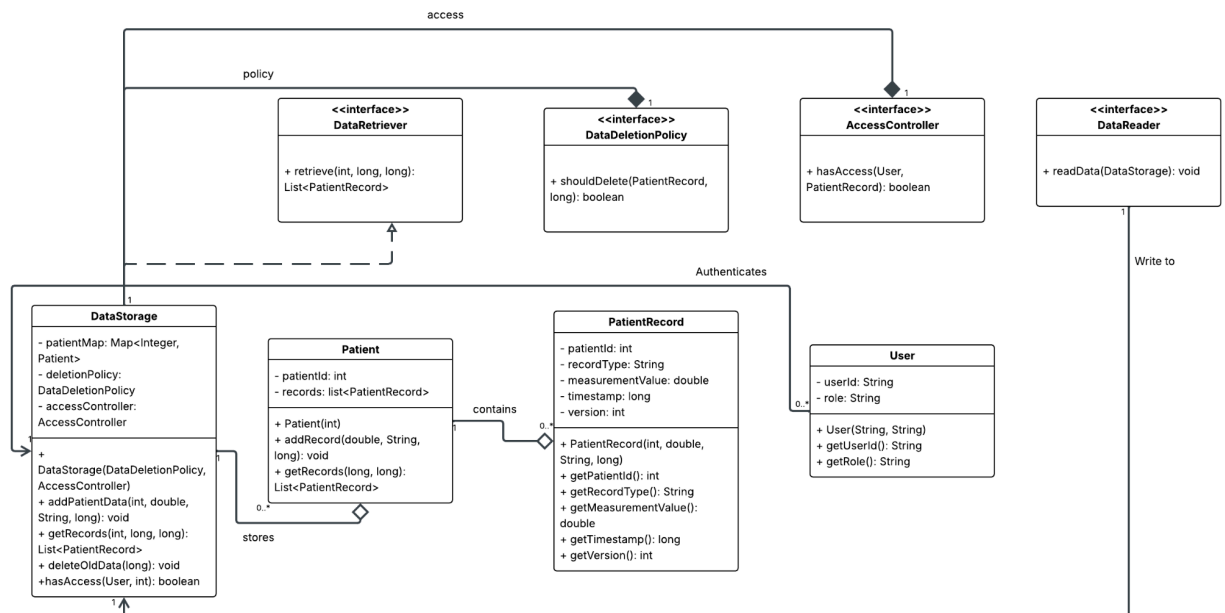 access
policy
1
1
<<interface>>
DataRetriever
+ retrieve(int, long, long):
List<PatientRecord>
<<interface>>
DataDeletionPolicy
+ shouldDelete(PatientRecord,
long): boolean
<<interface>>
AccessController
+ hasAccess(User,
PatientRecord): boolean
<<interface>>
DataReader
+ readData(DataStorage): void
1
Write to
Authenticates
1
DataStorage
- patientMap: Map<Integer,
Patient>
- deletionPolicy:
DataDeletionPolicy
- accessController:
AccessController
1
+
DataStorage(DataDeletionPolicy,
AccessController)
+ addPatientData(int, double,
String, long): void
+ getRecords(int, long, long):
List<PatientRecord>
+ deleteOldData(long): void
+hasAccess(User, int): boolean
1
1
0..*
stores
Patient
- patientId: int
- records: list<PatientRecord>
+ Patient(int)
+ addRecord(double, String,
long): void
+ getRecords(long, long):
List<PatientRecord>
contains
1
0..*
PatientRecord
- patientId: int
- recordType: String
- measurementValue: double
- timestamp: long
- version: int
+ PatientRecord(int, double,
String, long)
+ getPatientId(): int
+ getRecordType(): String
+ getMeasurementValue():
double
+ getTimestamp(): long
+ getVersion(): int
0..*
User
- userId: String
- role: String
+ User(String, String)
+ getUserId(): String
+ getRole(): String